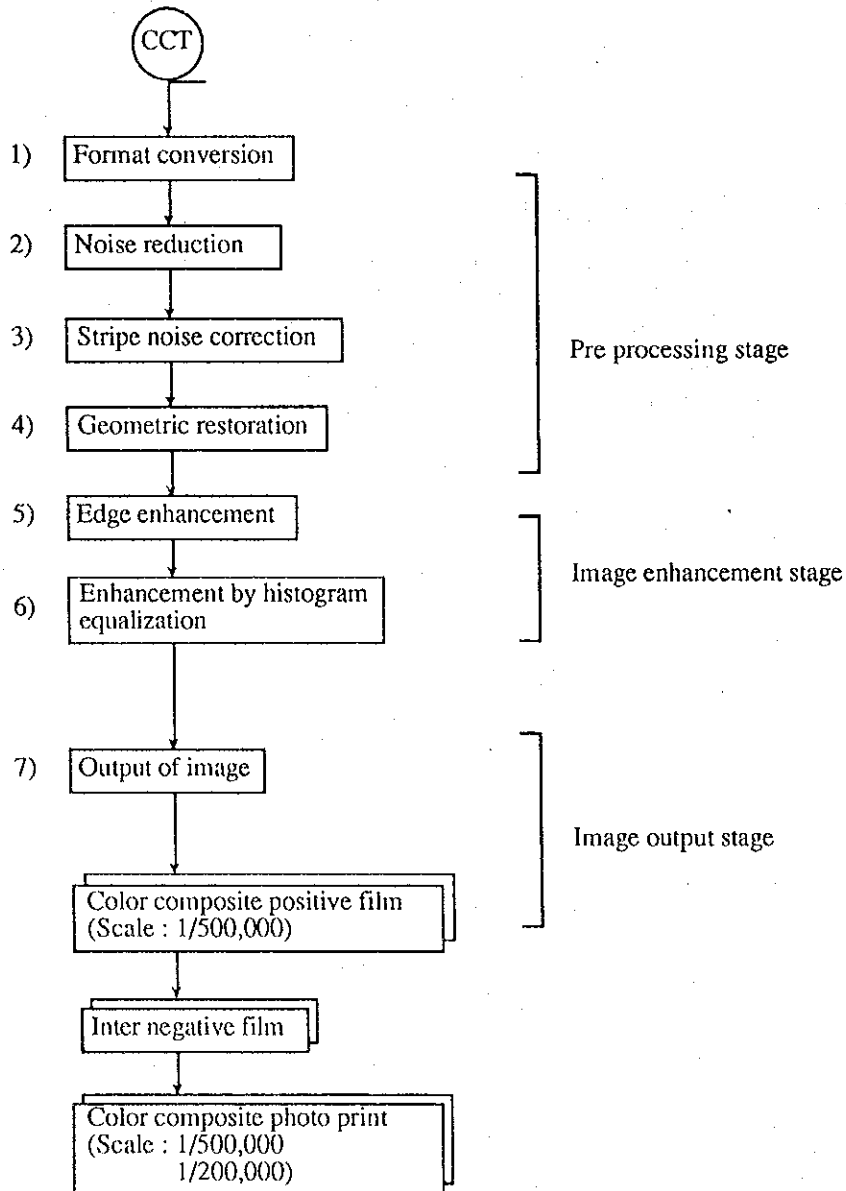 CCT
1) Format conversion
2) Noise reduction
3) Stripe noise correction
Pre processing stage
4) Geometric restoration
5) Edge enhancement
Image enhancement stage
6) Enhancement by histogram
equalization
7) Output of image
Image output stage
Color composite positive film
(Scale : 1/500,000)
Inter negative film
Color composite photo print
(Scale : 1/500,000
1/200,000)